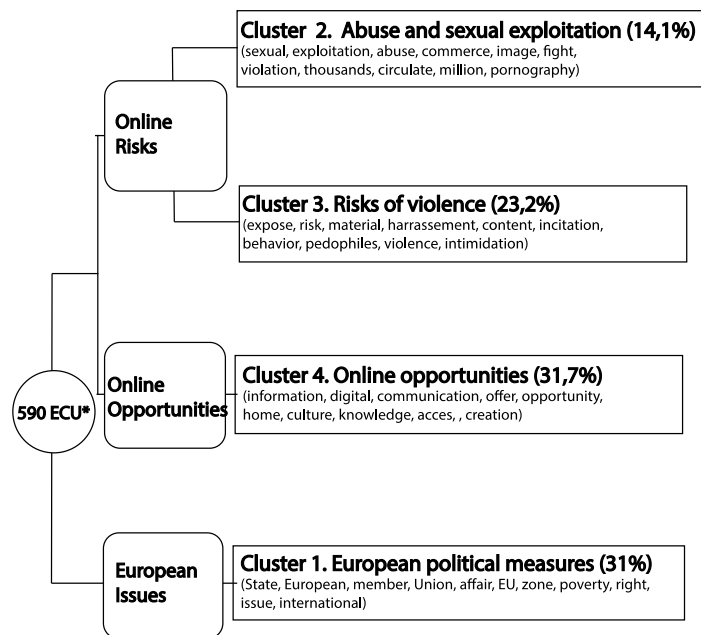 Cluster 2. Abuse and sexual exploitation (14,1%)
(sexual, exploitation, abuse, commerce, image, fight,
violation, thousands, circulate, million, pornography)
Online
Risks
Cluster 3. Risks of violence (23,2%)
(expose, risk, material, harrassement, content, incitation,
behavior, pedophiles, violence, intimidation)
Cluster 4. Online opportunities (31,7%)
(information, digital, communication, offer, opportunity,
home, culture, knowledge, acces, , creation)
Online
Opportunities
590 ECU*
Cluster 1. European political measures (31%)
(State, European, member, Union, affair, EU, zone, poverty, right,
issue, international)
European
Issues